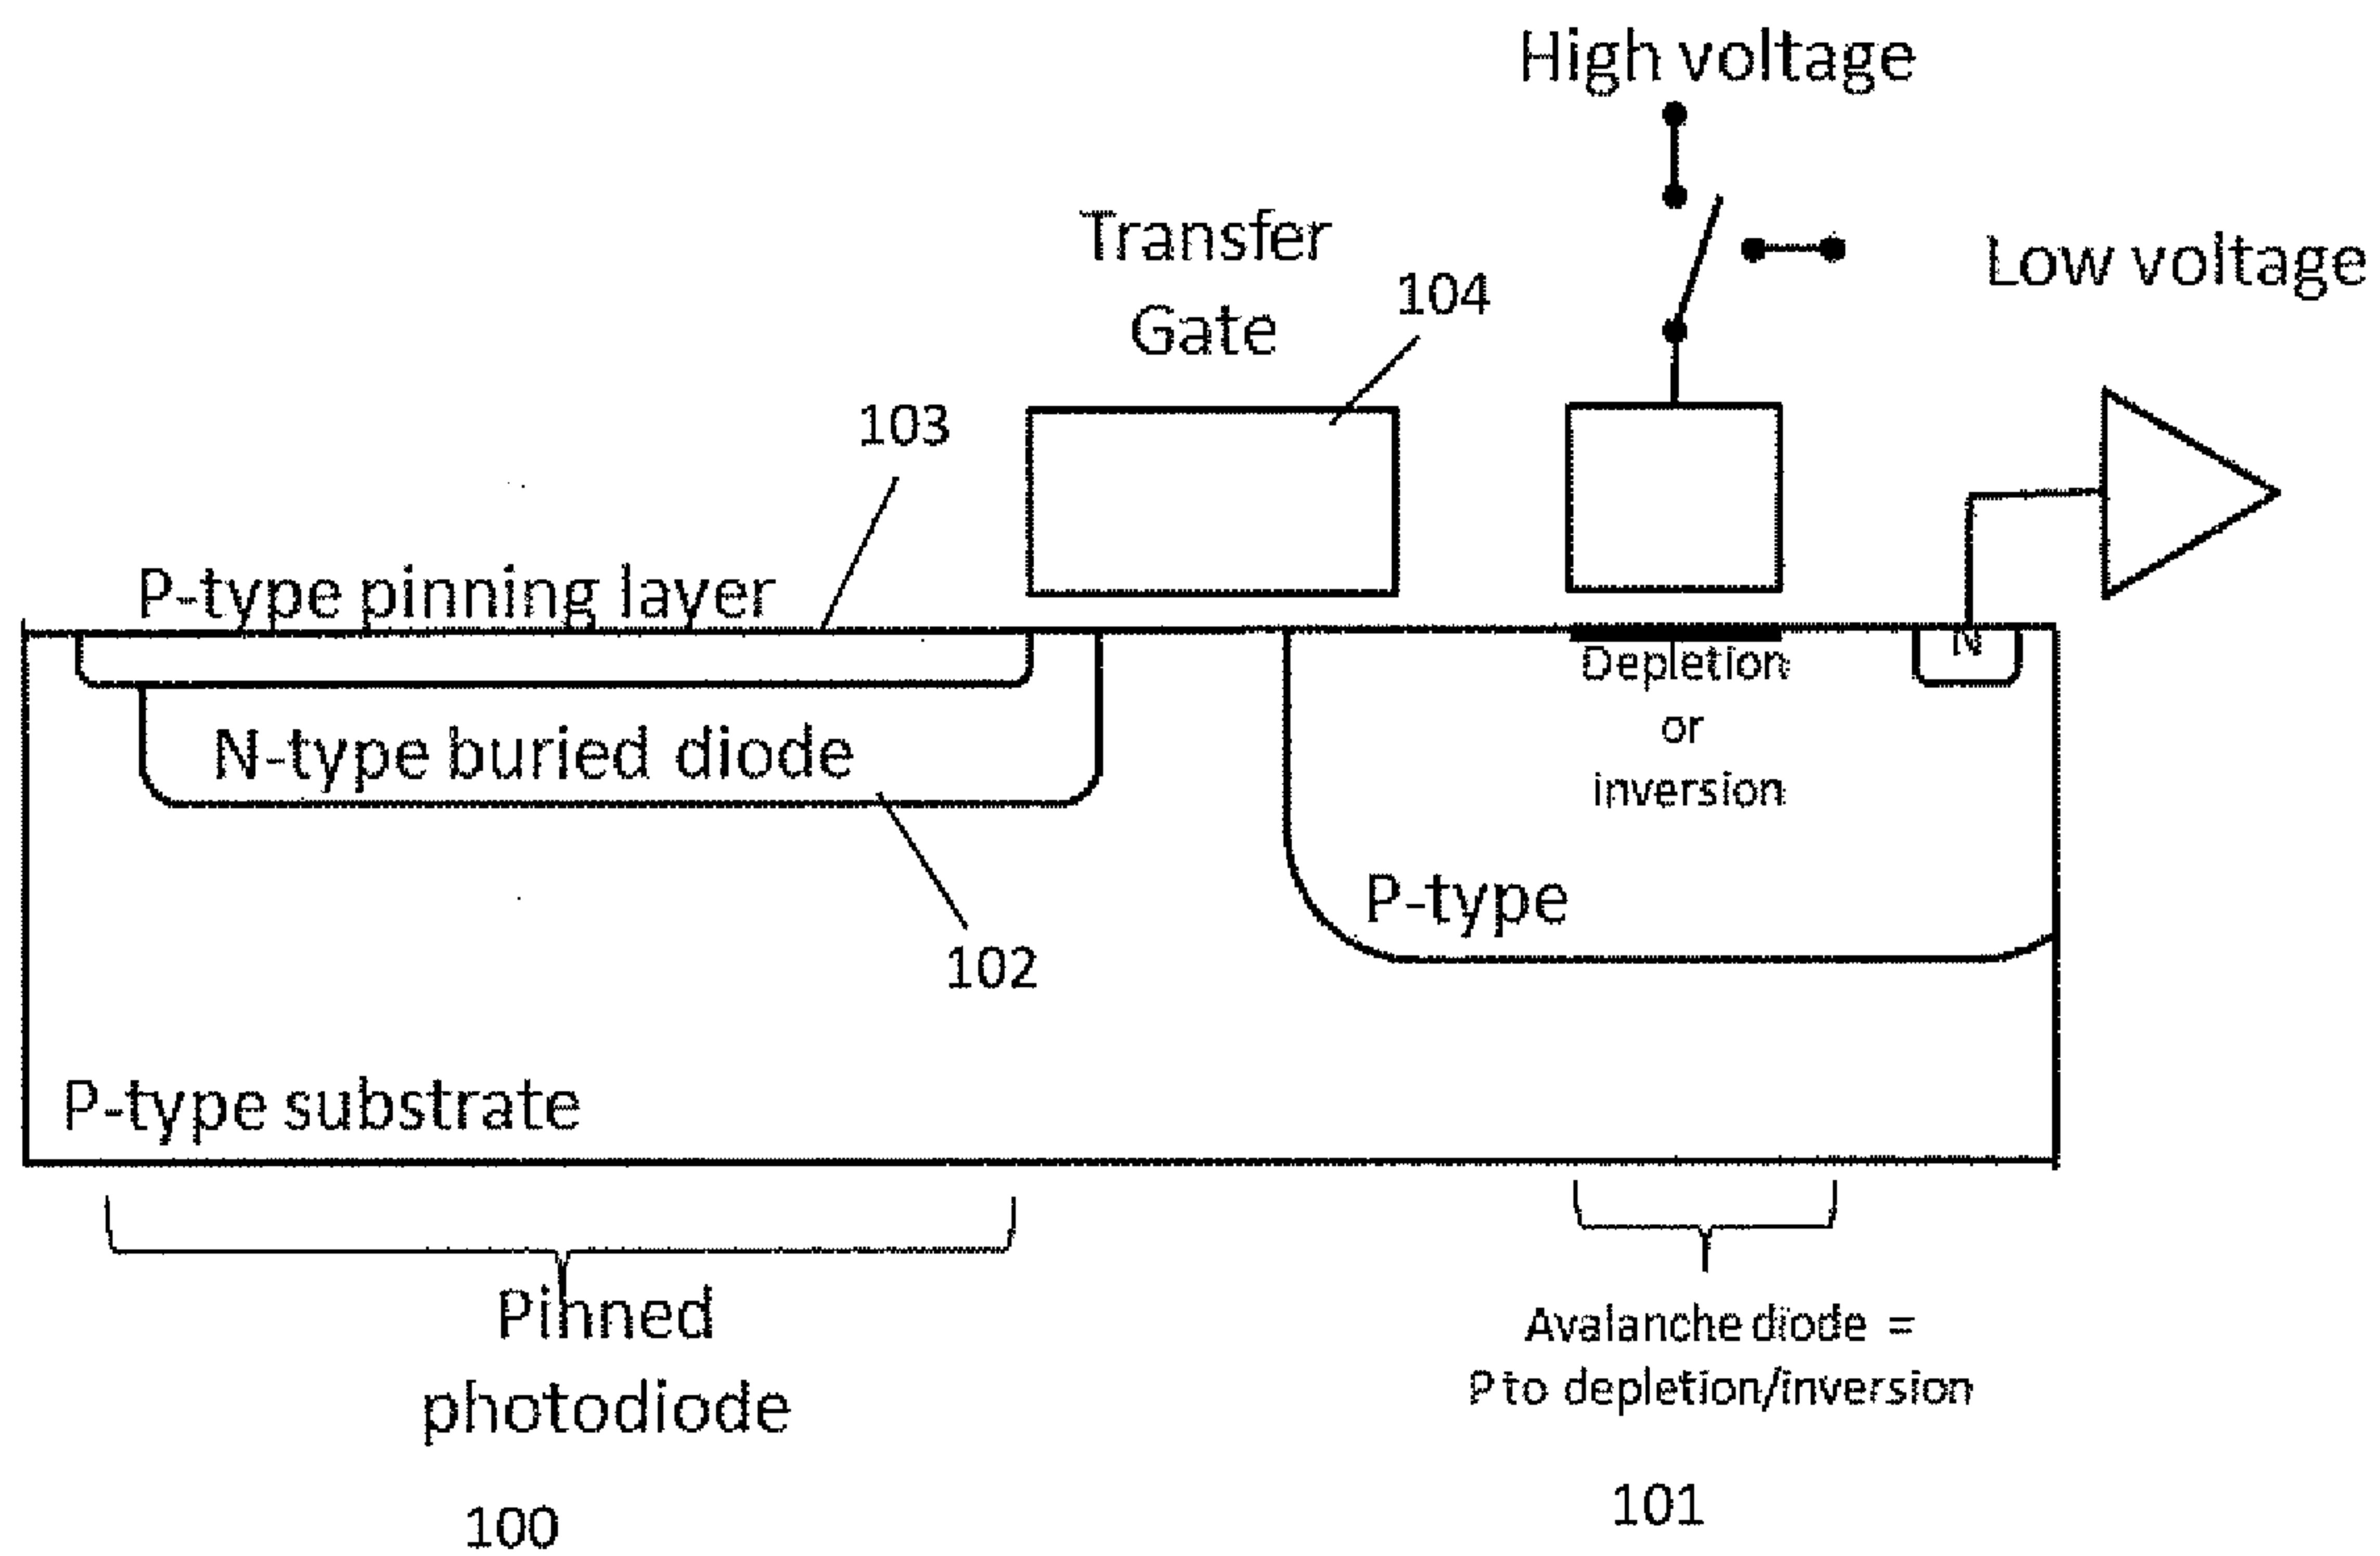 High voltage
Transfer
Gate
104
Low voltage
103
P-type pinning layer
N
Depletion
or
inversion
N-type buried diode
P-type
102
P-type substrate
Pinned
photodiode
100
Avalanche diode =
P to depletion/inversion
101